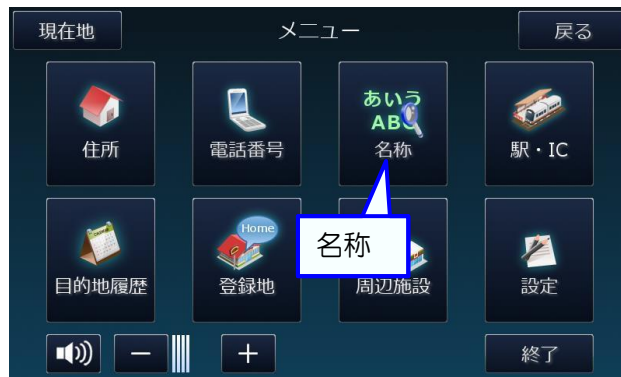 現在地
メニュー
戻る
住所
電話番号
あいう
ABC
名称
駅・IC
名称
目的地履歴
Home
登録地
周辺施設
設定
－
＋
終了